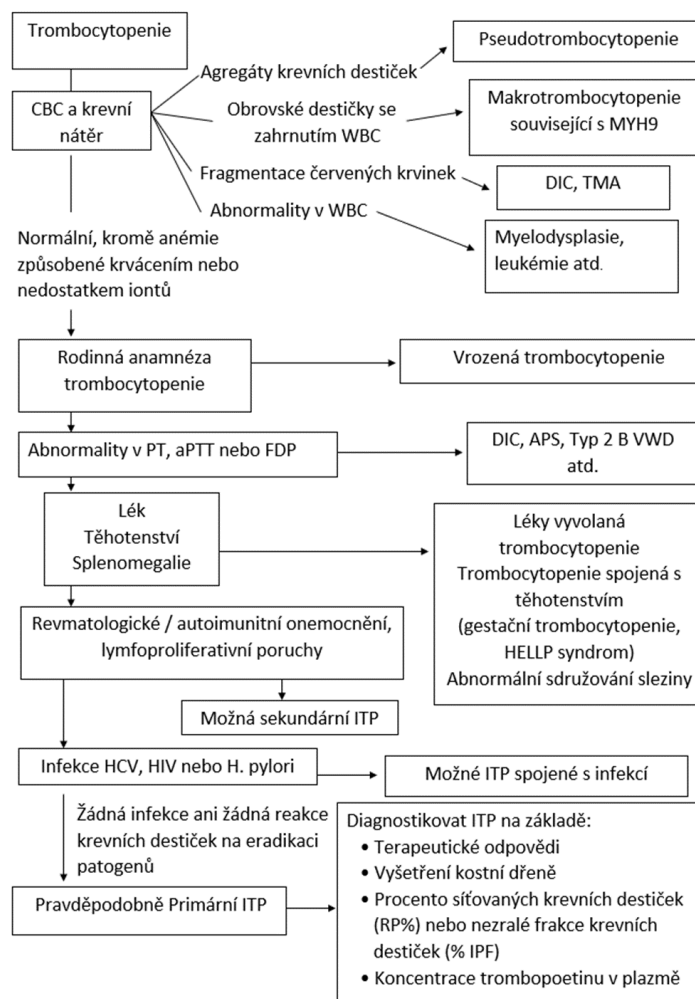 Trombocytopenie
Pseudotrombocytopenie
Agregáty krevních destiček
CBC a krevní
nátěr
Obrovské destičky se
zahrnutím WBC
Makrotrombocytopenie
související s MYH9
Fragmentace červených krvinek
DIC, TMA
Abnormality v WBC
Myelodysplasie,
leukémie atd.
Normální, kromě anémie
způsobené krvácením nebo
nedostatkem iontů
Rodinná anamnéza
trombocytopenie
Vrozená trombocytopenie
Abnormality v PT, aPTT nebo FDP
DIC, APS, Typ 2 B VWD
atd.
Lék
Těhotenství
Splenomegalie
Léky vyvolaná
trombocytopenie
Trombocytopenie spojená s
těhotenstvím
(gestační trombocytopenie,
HELLP syndrom)
Abnormální sdružování sleziny
Revmatologické / autoimunitní onemocnění,
lymfoproliferativní poruchy
Možná sekundární ITP
Infekce HCV, HIV nebo H. pylori
Možné ITP spojené s infekcí
Žádná infekce ani žádná reakce
krevních destiček na eradikaci
patogenů
Pravděpodobně Primární ITP
Diagnostikovat ITP na základě:
• Terapeutické odpovědi
• Vyšetření kostní dřeně
• Procento síťovaných krevních destiček
(RP%) nebo nezralé frakce krevních
destiček (% IPF)
• Koncentrace trombopoetinu v plazmě